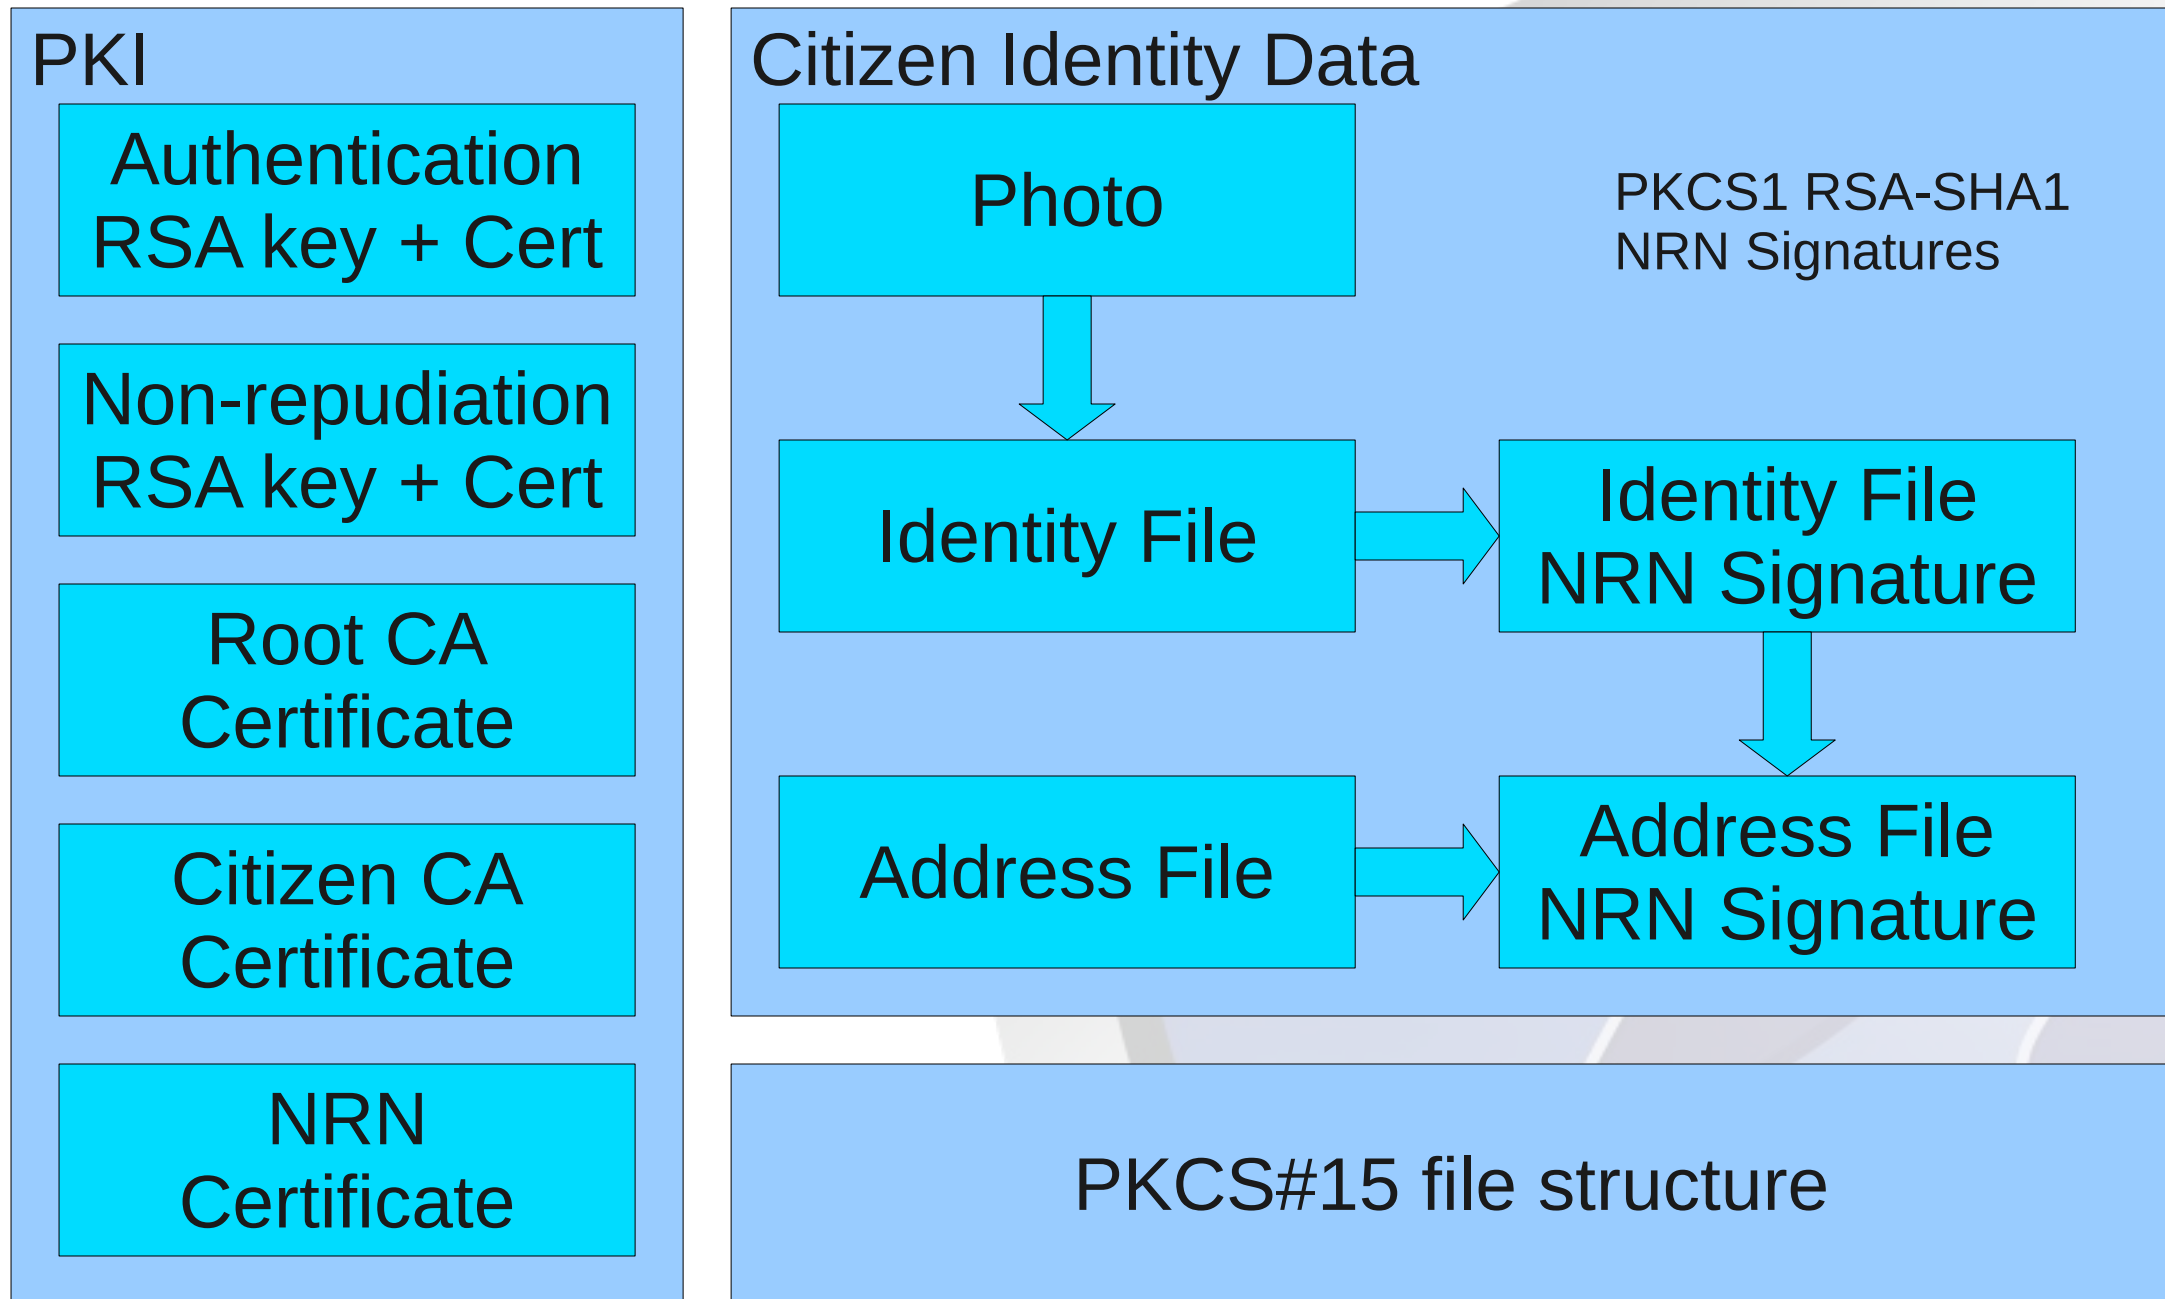 PKI
Authentication
RSA key + Cert
Non-repudiation
RSA key + Cert
Root CA
Certificate
Citizen CA
Certificate
NRN
Certificate
Citizen Identity Data
Photo
PKCS1 RSA-SHA1
NRN Signatures
Identity File
Identity File
NRN Signature
Address File
Address File
NRN Signature
PKCS#15 file structure